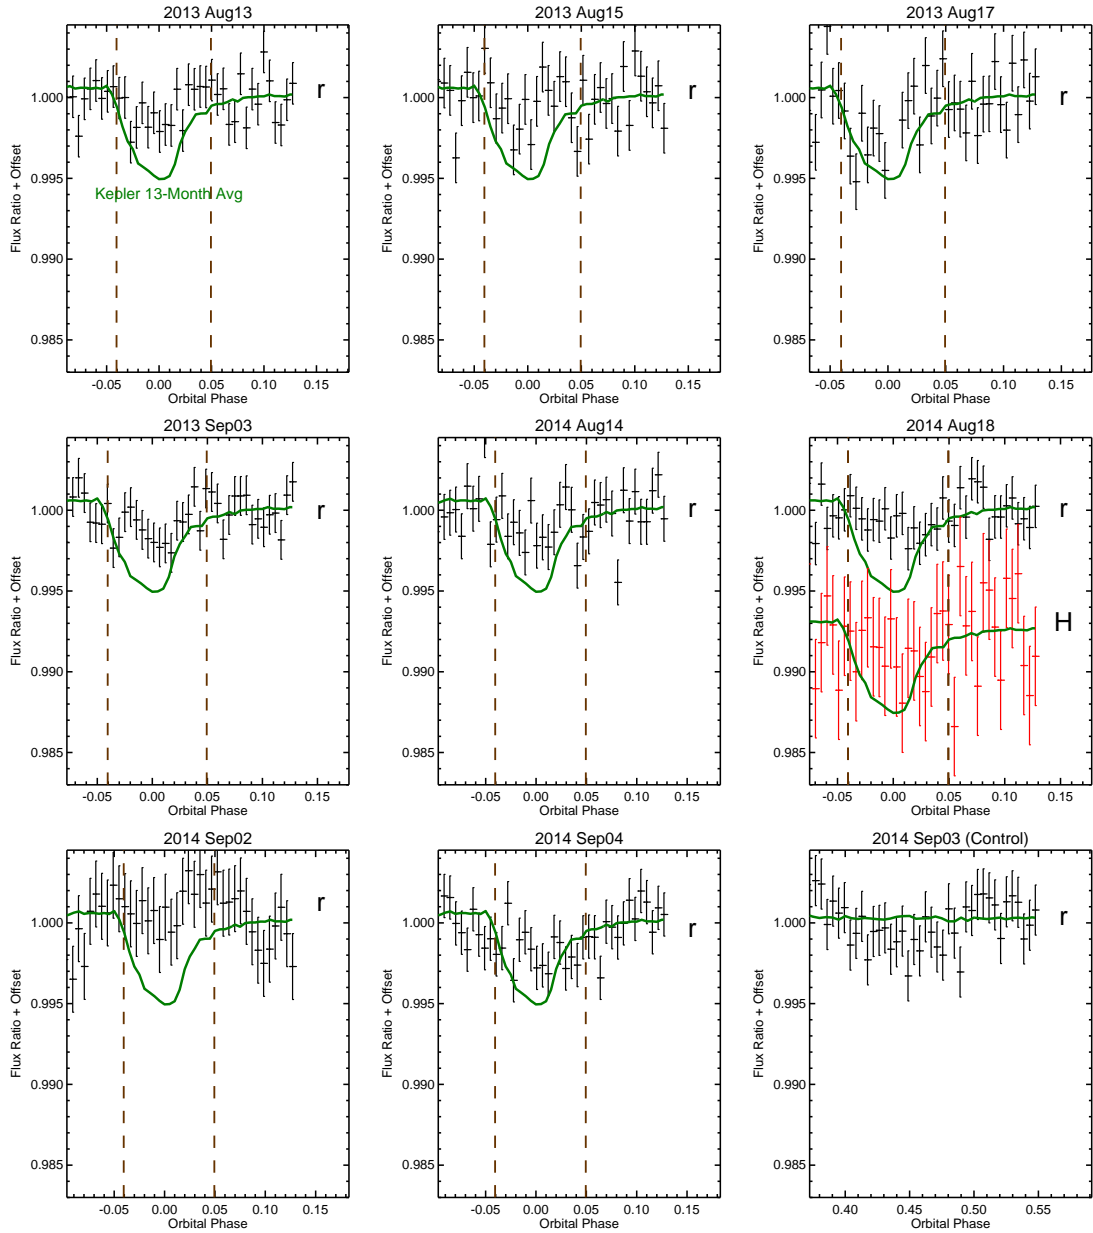 2013 Aug13
1.000
0.995
0.990
0.985
Flux Ratio + Offset
r
Kepler 13-Month Avg
-0.05 0.00 0.05 0.10 0.15
Orbital Phase
2013 Aug15
1.000
0.995
0.990
0.985
Flux Ratio + Offset
r
-0.05 0.00 0.05 0.10 0.15
Orbital Phase
2013 Aug17
1.000
0.995
0.990
0.985
Flux Ratio + Offset
r
-0.05 0.00 0.05 0.10 0.15
Orbital Phase
2013 Sep03
1.000
0.995
0.990
0.985
Flux Ratio + Offset
r
-0.05 0.00 0.05 0.10 0.15
Orbital Phase
2014 Aug14
1.000
0.995
0.990
0.985
Flux Ratio + Offset
r
-0.05 0.00 0.05 0.10 0.15
Orbital Phase
2014 Aug18
1.000
0.995
0.990
0.985
Flux Ratio + Offset
r
H
-0.05 0.00 0.05 0.10 0.15
Orbital Phase
2014 Sep02
1.000
0.995
0.990
0.985
Flux Ratio + Offset
r
-0.05 0.00 0.05 0.10 0.15
Orbital Phase
2014 Sep04
1.000
0.995
0.990
0.985
Flux Ratio + Offset
r
-0.05 0.00 0.05 0.10 0.15
Orbital Phase
2014 Sep03 (Control)
1.000
0.995
0.990
0.985
Flux Ratio + Offset
r
0.40 0.45 0.50 0.55
Orbital Phase